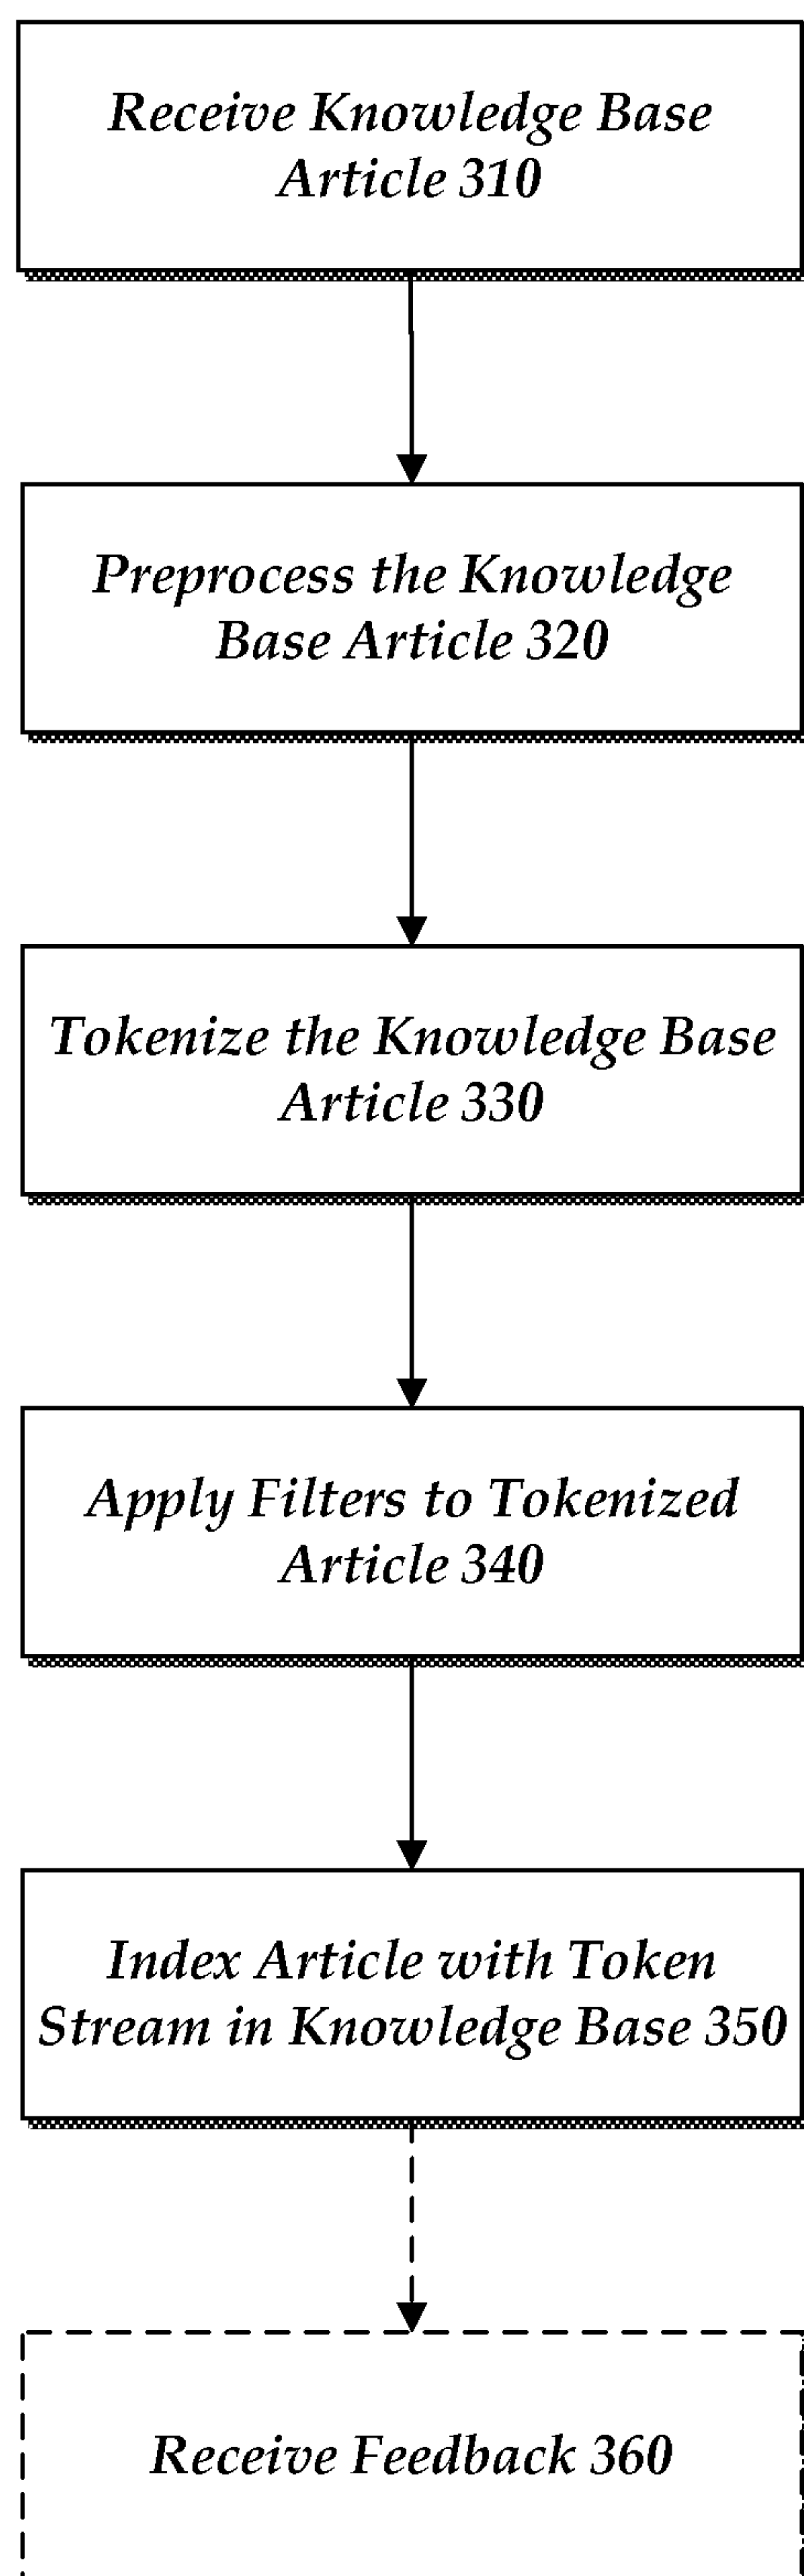 Receive Knowledge Base
Article 310
Preprocess the Knowledge
Base Article 320
Tokenize the Knowledge Base
Article 330
Apply Filters to Tokenized
Article 340
Index Article with Token
Stream in Knowledge Base 350
Receive Feedback 360